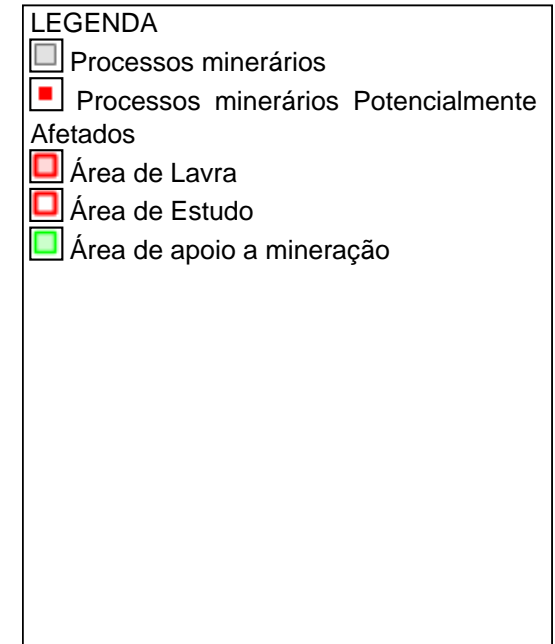 LEGENDA
Processos minerários
Processos minerários Potencialmente
Afetados
Área de Lavra
Área de Estudo
Área de apoio a mineração